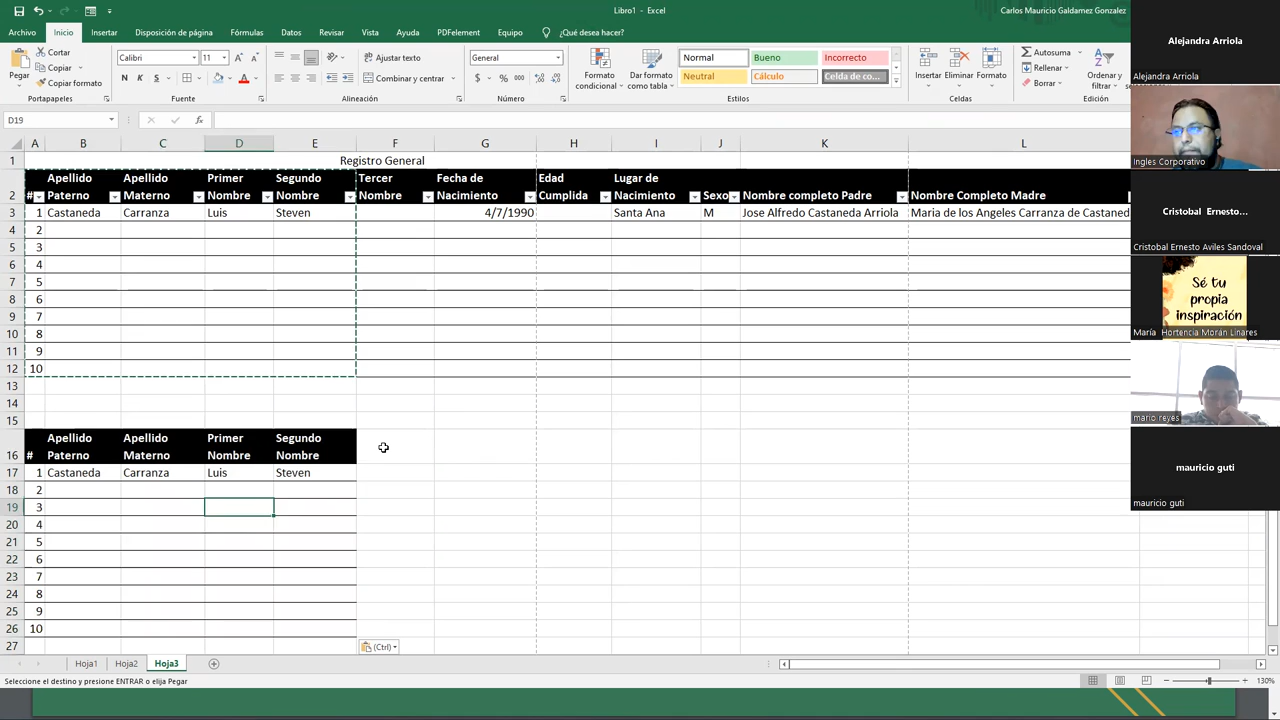 Libro1 - Excel
Carlos Mauricio Galdamez Gonzalez
Archivo Inicio Insertar Disposición de página Fórmulas Datos Revisar Vista Ayuda PDFelement Equipo ¿Qué desea hacer?
Pegar
Cortar
Copiar
Copiar formato
Portapapeles
Calibri 11
N K S
Fuente
Ajustar texto
Combinar y centrar
Alineación
General
$ % 000
Número
Formato condicional
Dar formato como tabla
Normal Bueno Incorrecto
Neutral Cálculo Celda de co...
Estilos
Insertar Eliminar Formato
Celdas
Autosuma
Rellenar
Borrar
Ordenar y filtrar
Edición
D19
fx
A B C D E F G H I J K L
1 Registro General
2 # Apellido Paterno Apellido Materno Primer Nombre Segundo Nombre Tercer Nombre Fecha de Nacimiento Edad Cumplida Lugar de Nacimiento Sexo Nombre completo Padre Nombre Completo Madre
3 1 Castaneda Carranza Luis Steven 4/7/1990 Santa Ana M Jose Alfredo Castaneda Arriola Maria de los Angeles Carranza de Castaned
4 2
5 3
6 4
7 5
8 6
9 7
10 8
11 9
12 10
13
14
15
16 # Apellido Paterno Apellido Materno Primer Nombre Segundo Nombre
17 1 Castaneda Carranza Luis Steven
18 2
19 3
20 4
21 5
22 6
23 7
24 8
25 9
26 10
27
(Ctrl)
Hoja1 Hoja2 Hoja3
Seleccione el destino y presione ENTRAR o elija Pegar
130%
Alejandra Arriola
Alejandra Arriola
Ingles Corporativo
Cristobal Ernesto...
Cristobal Ernesto Aviles Sandoval
Sé tu
propia
inspiración
María Hortencia Morán Linares
mario reyes
mauricio guti
mauricio guti